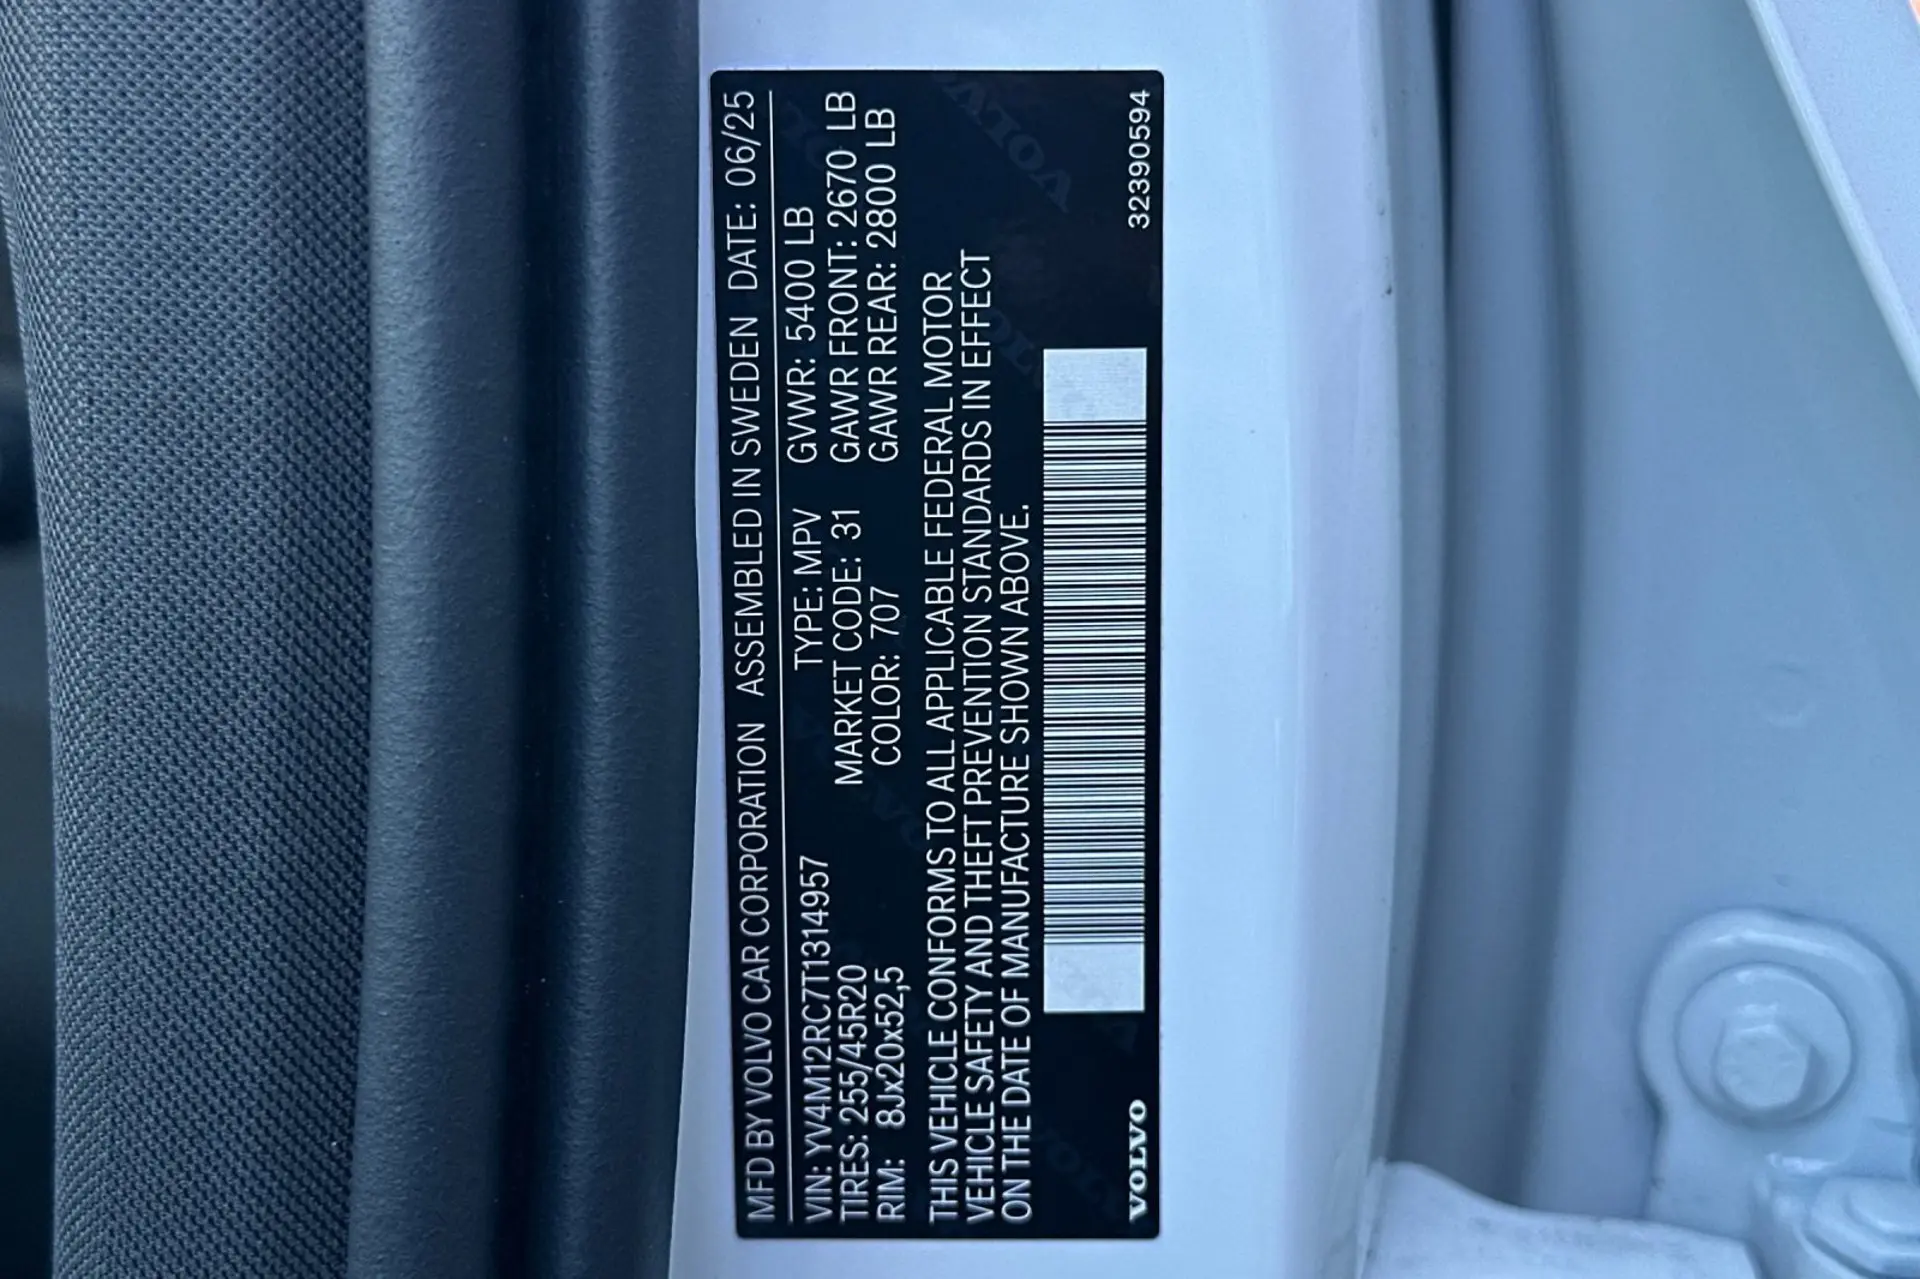 MFD BY VOLVO CAR CORPORATION ASSEMBLED IN SWEDEN DATE: 06/25
VIN: YV4M12RC7T1314957 TYPE: MPV GVWR: 5400 LB
TIRES: 255/45R20 MARKET CODE: 31 GAWR FRONT: 2670 LB
RIM: 8Jx20x52,5 COLOR: 707 GAWR REAR: 2800 LB
THIS VEHICLE CONFORMS TO ALL APPLICABLE FEDERAL MOTOR
VEHICLE SAFETY AND THEFT PREVENTION STANDARDS IN EFFECT
ON THE DATE OF MANUFACTURE SHOWN ABOVE.
VOLVO 32390594